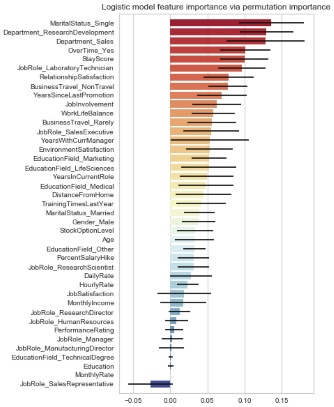 Logistic model feature importance via permutation importance
MaritalStatus_Single
Department_ResearchDevelopment
Department_Sales
OverTime_Yes
StayScore
JobRole_LaboratoryTechnician
RelationshipSatisfaction
BusinessTravel_NonTravel
YearsSinceLastPromotion
JobInvolvement
WorkLifeBalance
BusinessTravel_Rarely
JobRole_SalesExecutive
YearsWithCurrManager
EnvironmentSatisfaction
EducationField_Marketing
EducationField_LifeSciences
YearsInCurrentRole
EducationField_Medical
DistanceFromHome
TrainingTimesLastYear
MaritalStatus_Married
Gender_Male
StockOptionLevel
Age
EducationField_Other
PercentSalaryHike
JobRole_ResearchScientist
DailyRate
HourlyRate
JobSatisfaction
MonthlyIncome
JobRole_ResearchDirector
JobRole_HumanResources
PerformanceRating
JobRole_Manager
JobRole_ManufacturingDirector
EducationField_TechnicalDegree
Education
MonthlyRate
JobRole_SalesRepresentative
−0.05 0.00 0.05 0.10 0.15